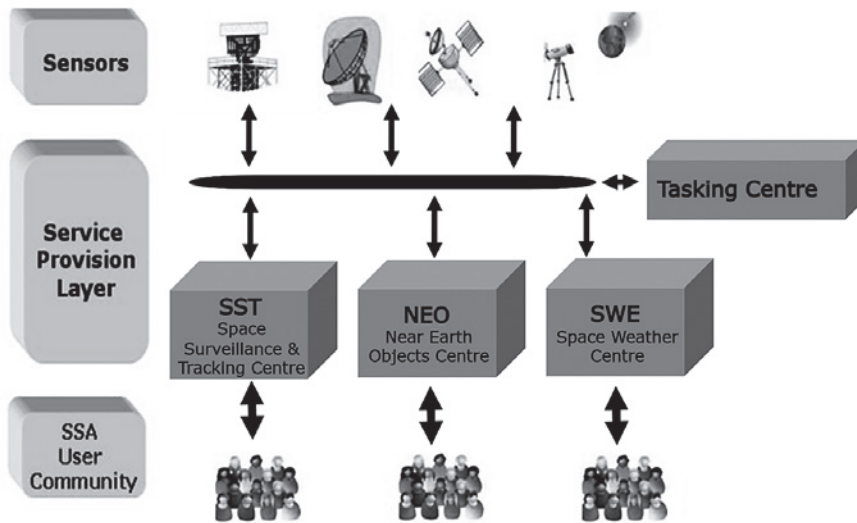 Sensors
Tasking Centre
Service
Provision
Layer
SST
Space
Surveillance &
Tracking Centre
NEO
Near Earth
Objects Centre
SWE
Space Weather
Centre
SSA
User
Community